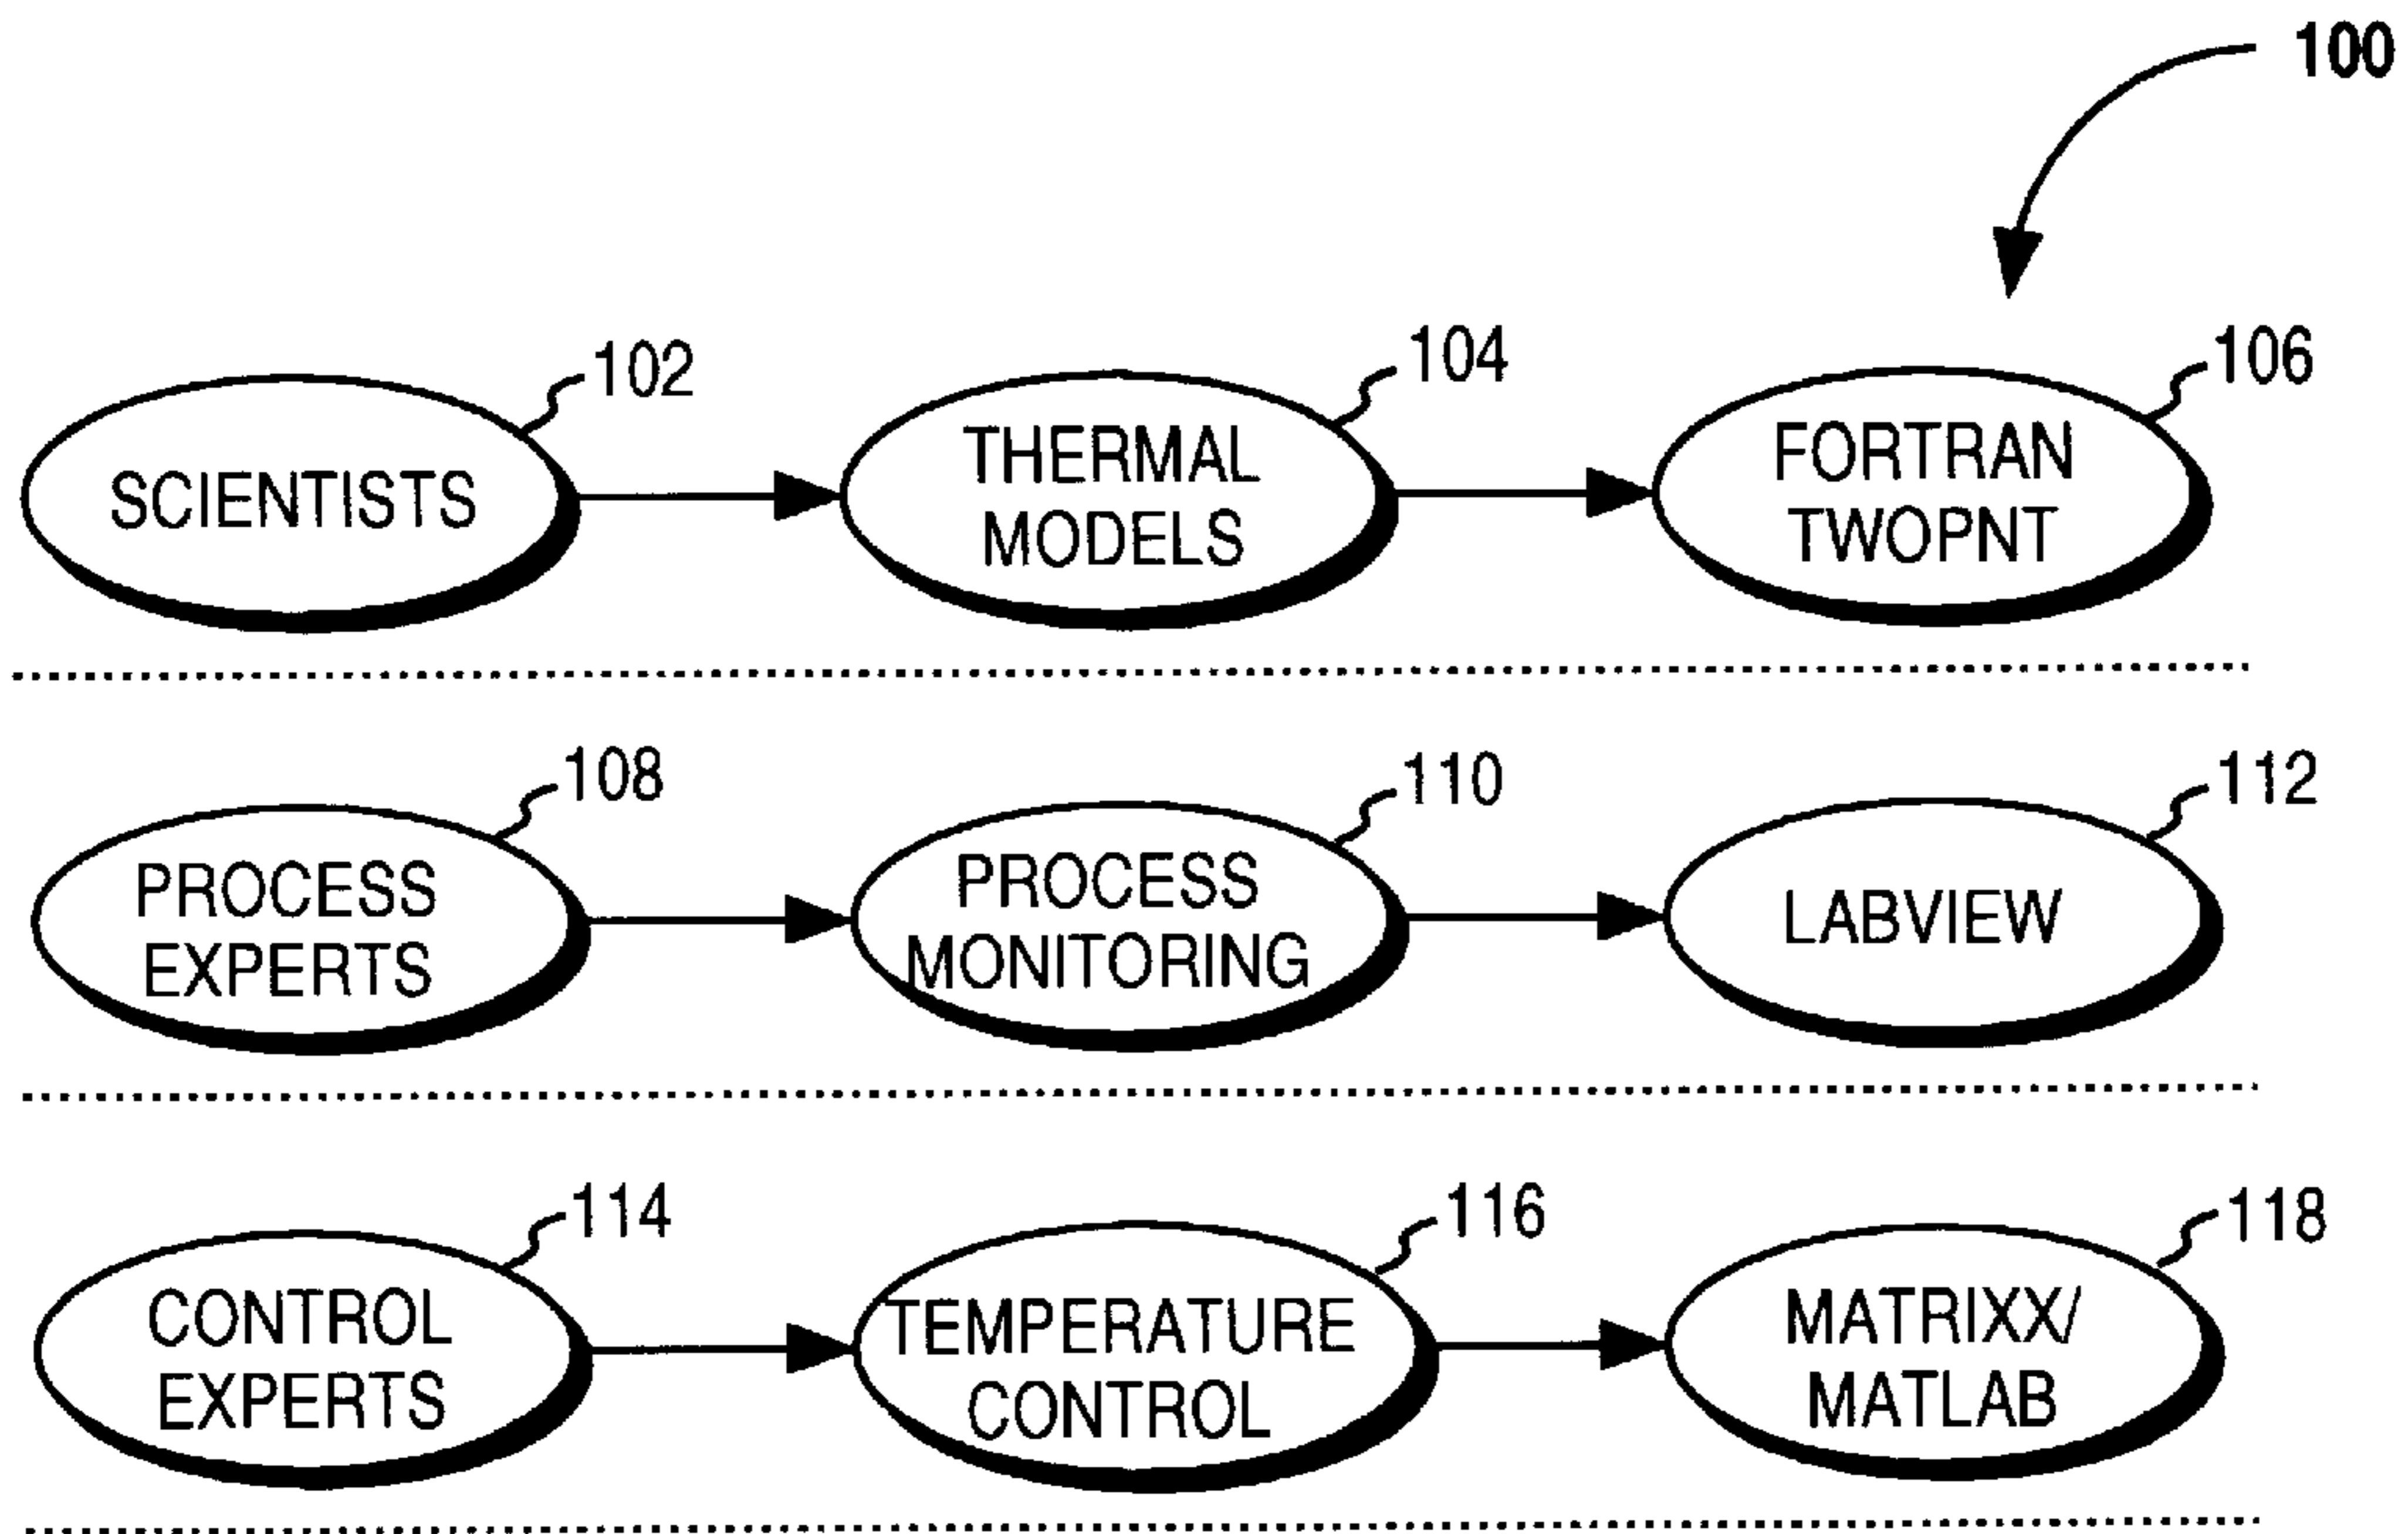 100
102
104
106
SCIENTISTS
THERMAL
MODELS
FORTRAN
TWOPNT
108
110
112
PROCESS
EXPERTS
PROCESS
MONITORING
LABVIEW
114
116
118
CONTROL
EXPERTS
TEMPERATURE
CONTROL
MATRIXX/
MATLAB